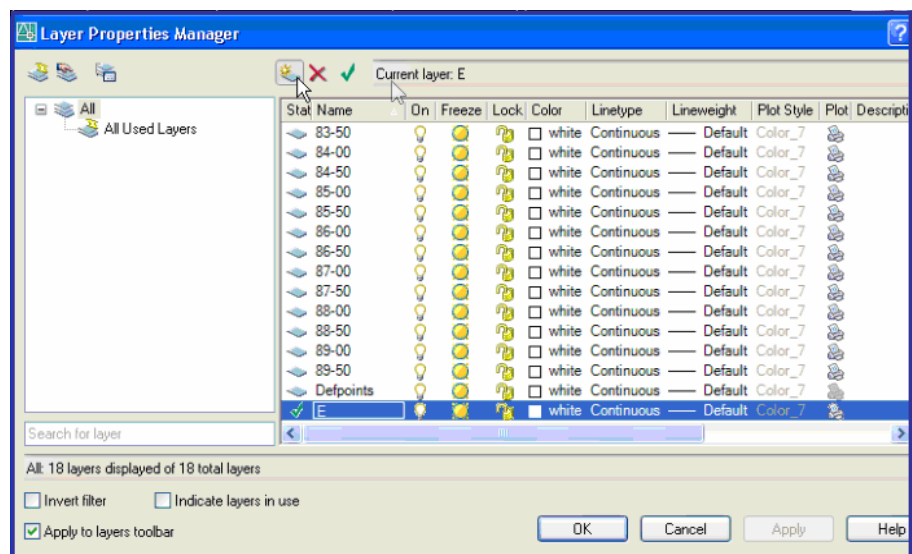 Layer Properties Manager
?
Current layer: E
All
All Used Layers
Stat Name On Freeze Lock Color Linetype Lineweight Plot Style Plot Descripti
83-50 white Continuous Default Color_7
84-00 white Continuous Default Color_7
84-50 white Continuous Default Color_7
85-00 white Continuous Default Color_7
85-50 white Continuous Default Color_7
86-00 white Continuous Default Color_7
86-50 white Continuous Default Color_7
87-00 white Continuous Default Color_7
87-50 white Continuous Default Color_7
88-00 white Continuous Default Color_7
88-50 white Continuous Default Color_7
89-00 white Continuous Default Color_7
89-50 white Continuous Default Color_7
Defpoints white Continuous Default Color_7
E white Continuous Default Color_7
Search for layer
All: 18 layers displayed of 18 total layers
Invert filter Indicate layers in use
Apply to layers toolbar
OK Cancel Apply Help